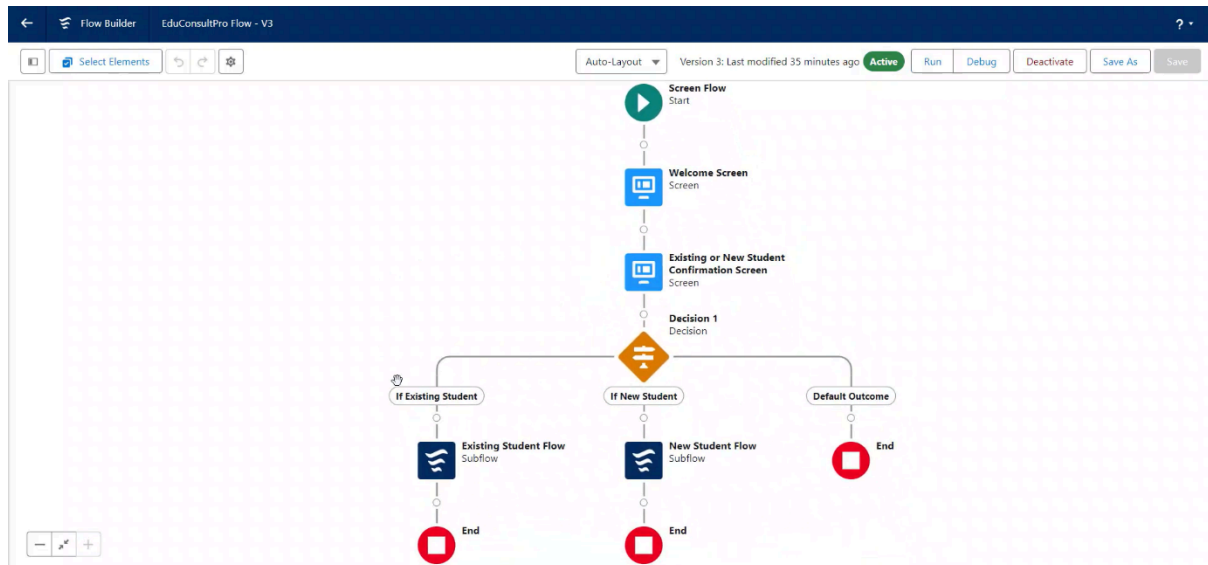 Flow Builder EduConsultPro Flow - V3 ?
Select Elements Auto-Layout Version 3: Last modified 35 minutes ago Active Run Debug Deactivate Save As Save
Screen Flow
Start
Welcome Screen
Screen
Existing or New Student
Confirmation Screen
Screen
Decision 1
Decision
If Existing Student If New Student Default Outcome
Existing Student Flow New Student Flow End
Subflow Subflow
End End